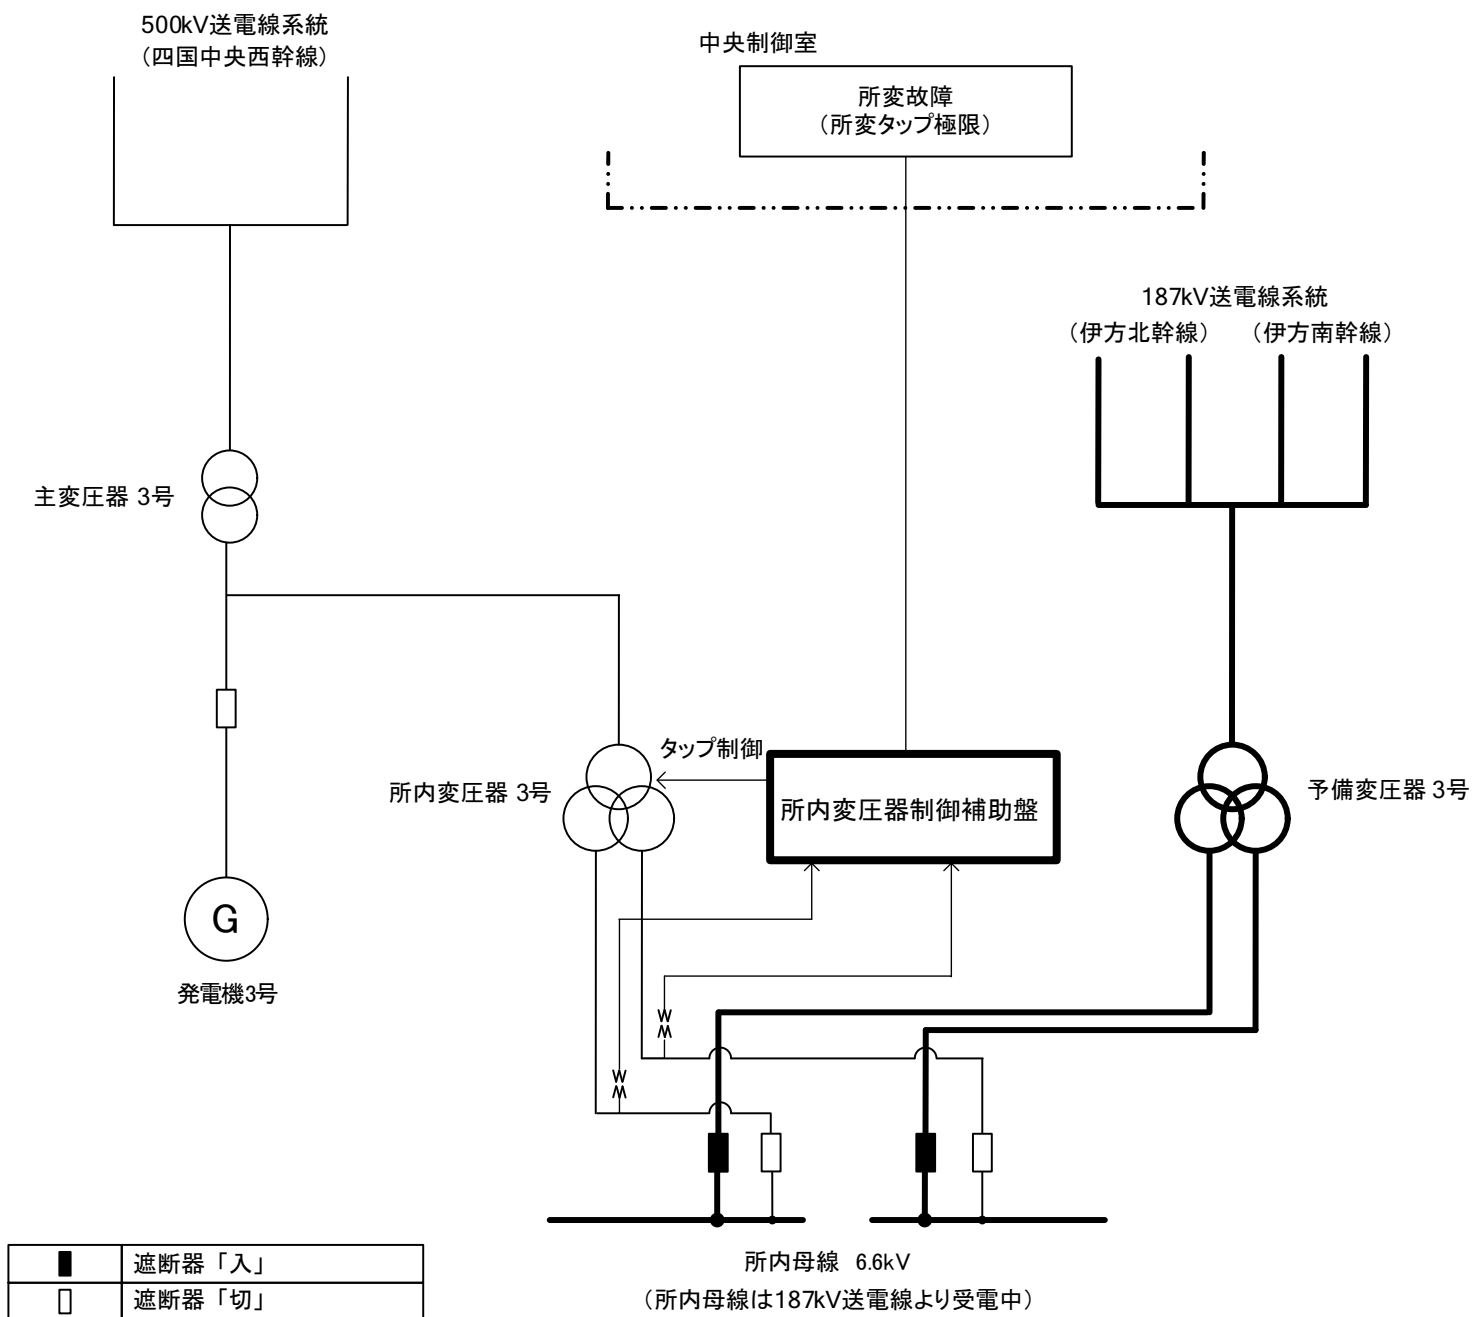 500kV送電線系統
（四国中央西幹線）
中央制御室
所変故障
（所変タップ極限）
187kV送電線系統
（伊方北幹線） （伊方南幹線）
主変圧器 3号
タップ制御
所内変圧器 3号
所内変圧器制御補助盤
予備変圧器 3号
G
発電機3号
所内母線 6.6kV
（所内母線は187kV送電線より受電中）
遮断器「入」
遮断器「切」